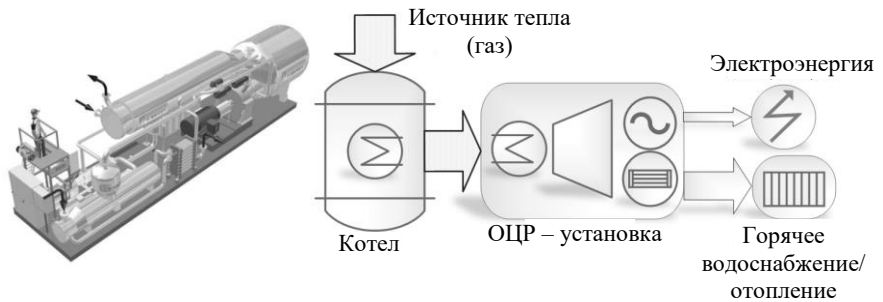 Источник тепла
(газ)
Электроэнергия
Котел
ОЦР – установка
Горячее
водоснабжение/
отопление